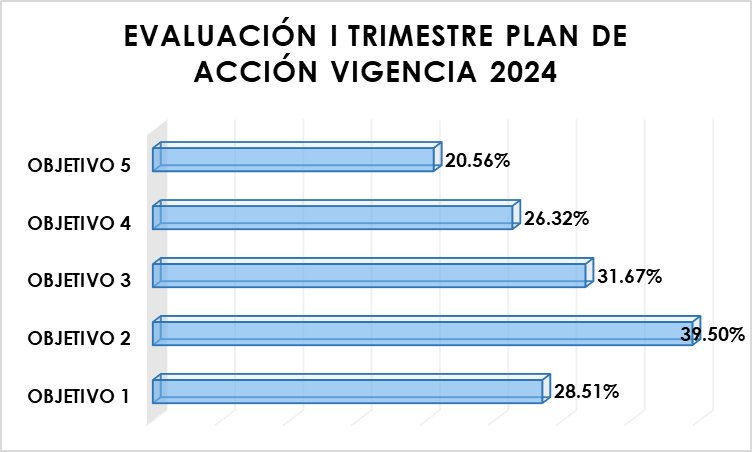 EVALUACIÓN I TRIMESTRE PLAN DE
ACCIÓN VIGENCIA 2024
OBJETIVO 5 20.56%
OBJETIVO 4 26.32%
OBJETIVO 3 31.67%
OBJETIVO 2 39.50%
OBJETIVO 1 28.51%